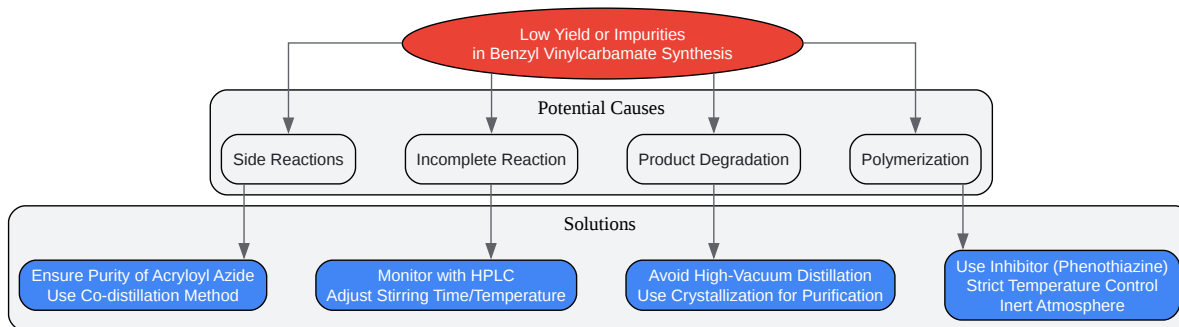 Low Yield or Impurities
in Benzyl Vinylcarbamate Synthesis
Potential Causes
Side Reactions
Incomplete Reaction
Product Degradation
Polymerization
Solutions
Ensure Purity of Acryloyl Azide
Use Co-distillation Method
Monitor with HPLC
Adjust Stirring Time/Temperature
Avoid High-Vacuum Distillation
Use Crystallization for Purification
Use Inhibitor (Phenothiazine)
Strict Temperature Control
Inert Atmosphere